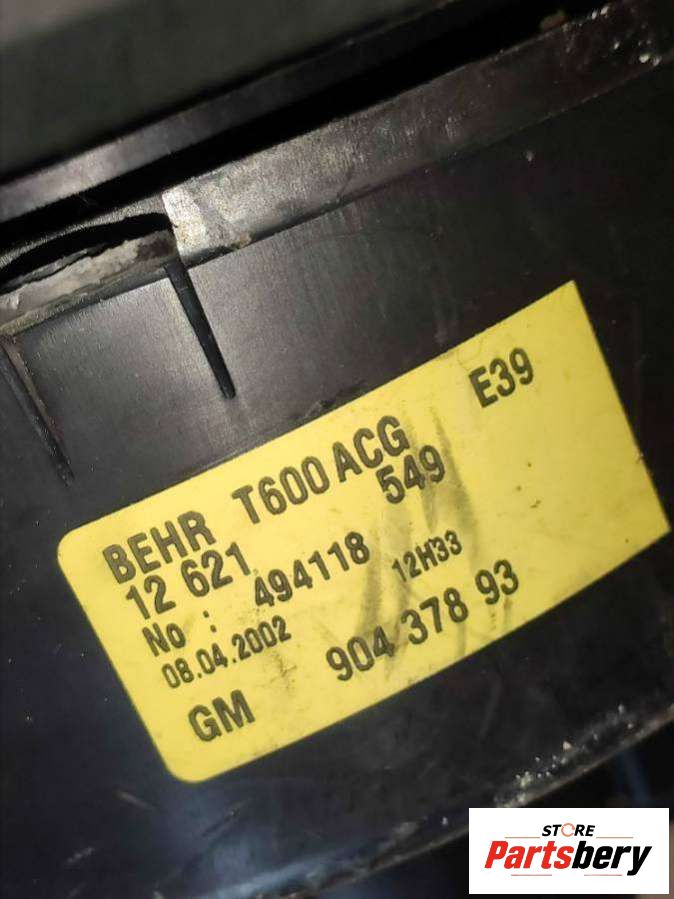 BEHR T600 ACG E39
12 621 549
No : 494118 12H33
08.04.2002
GM 904 378 93
STORE
Partsbery